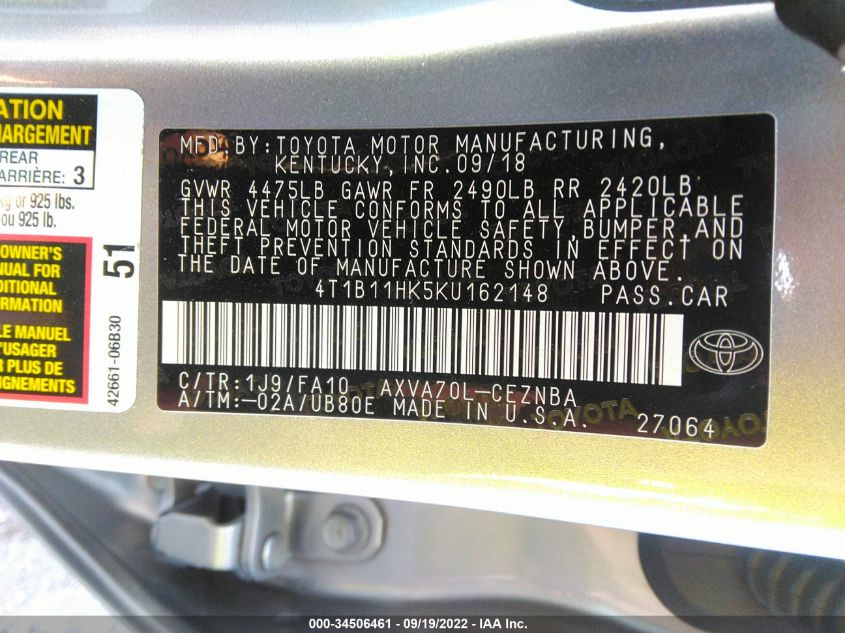 ATION
HARGEMENT
REAR
ARRIÈRE: 3
kg or 925 lbs.
ou 925 lb.
OWNER'S
NUAL FOR
DITIONAL
ORMATION
LE MANUEL
'USAGER
R PLUS DE
EIGNEMENTS
51
42661-06B30
MFD. BY: TOYOTA MOTOR MANUFACTURING,
KENTUCKY, INC. 09/18
GVWR 4475LB GAWR FR 2490LB RR 2420LB
THIS VEHICLE CONFORMS TO ALL APPLICABLE
FEDERAL MOTOR VEHICLE SAFETY, BUMPER, AND
THEFT PREVENTION STANDARDS IN EFFECT ON
THE DATE OF MANUFACTURE SHOWN ABOVE.
4T1B11HK5KU162148 PASS.CAR
C/TR: 1J9/FA10 AXVA70L-CEZNBA
A/TM: -02A/UB80E MADE IN U.S.A. 27064
TOYOTA
000-34506461 - 09/19/2022 - IAA Inc.